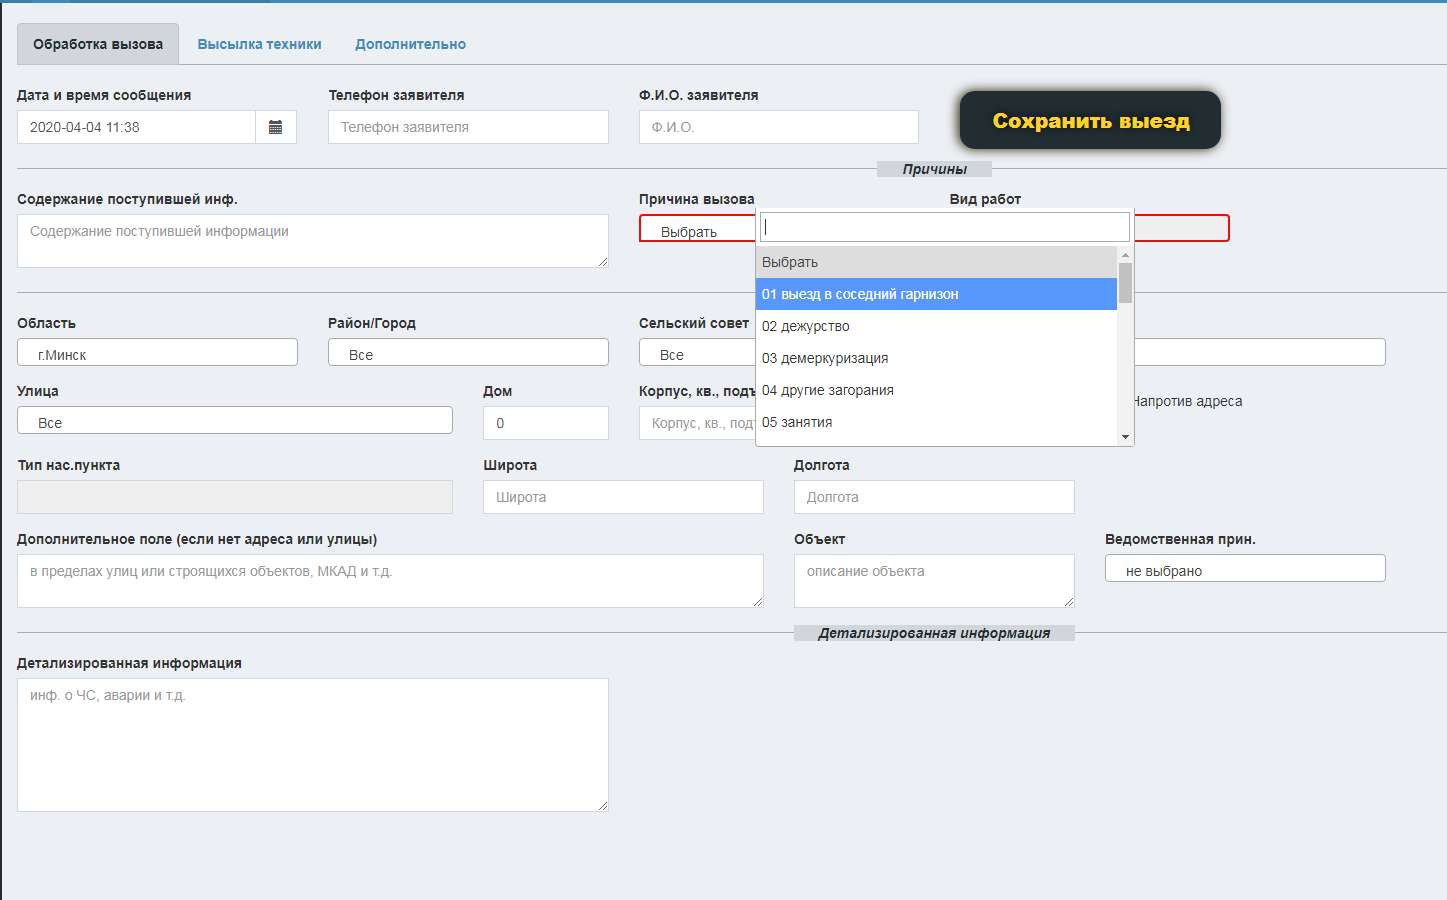 Обработка вызова
Высылка техники
Дополнительно
Дата и время сообщения
Телефон заявителя
Ф.И.О. заявителя
2020-04-04 11:38
Телефон заявителя
Ф.И.О.
Сохранить выезд
Причины
Содержание поступившей инф.
Причина вызова
Вид работ
Содержание поступившей информации
Выбрать
Выбрать
01 выезд в соседний гарнизон
02 дежурство
03 демеркуризация
04 другие загорания
05 занятия
Область
Район/Город
Сельский совет
г.Минск
Все
Все
Улица
Дом
Корпус, кв., подъ
Все
0
Корпус, кв., под
Напротив адреса
Тип нас.пункта
Широта
Долгота
Широта
Долгота
Дополнительное поле (если нет адреса или улицы)
Объект
Ведомственная прин.
в пределах улиц или строящихся объектов, МКАД и т.д.
описание объекта
не выбрано
Детализированная информация
Детализированная информация
инф. о ЧС, аварии и т.д.